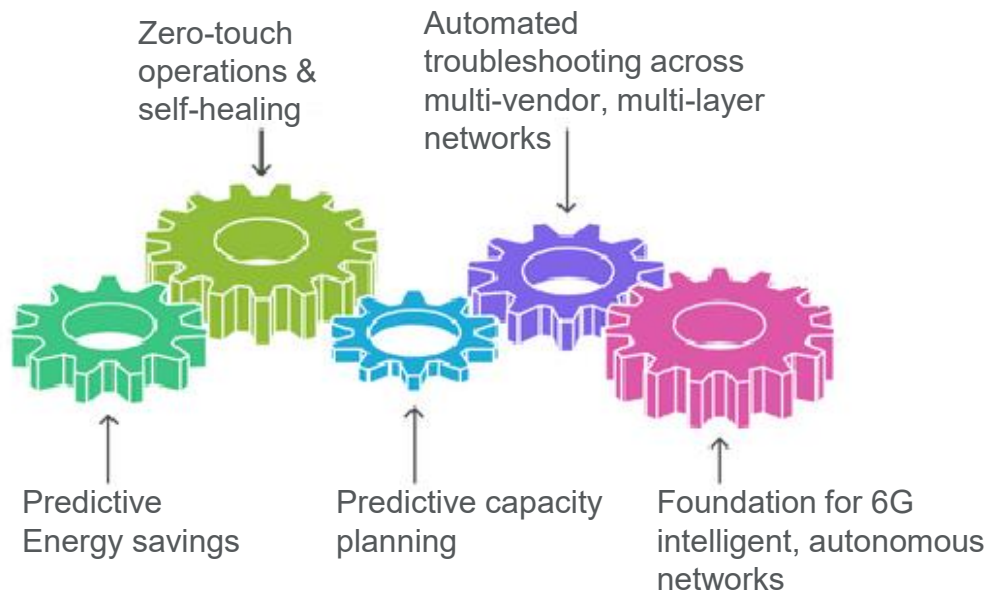 Zero-touch
operations &
self-healing
Automated
troubleshooting across
multi-vendor, multi-layer
networks
Predictive
Energy savings
Predictive capacity
planning
Foundation for 6G
intelligent, autonomous
networks